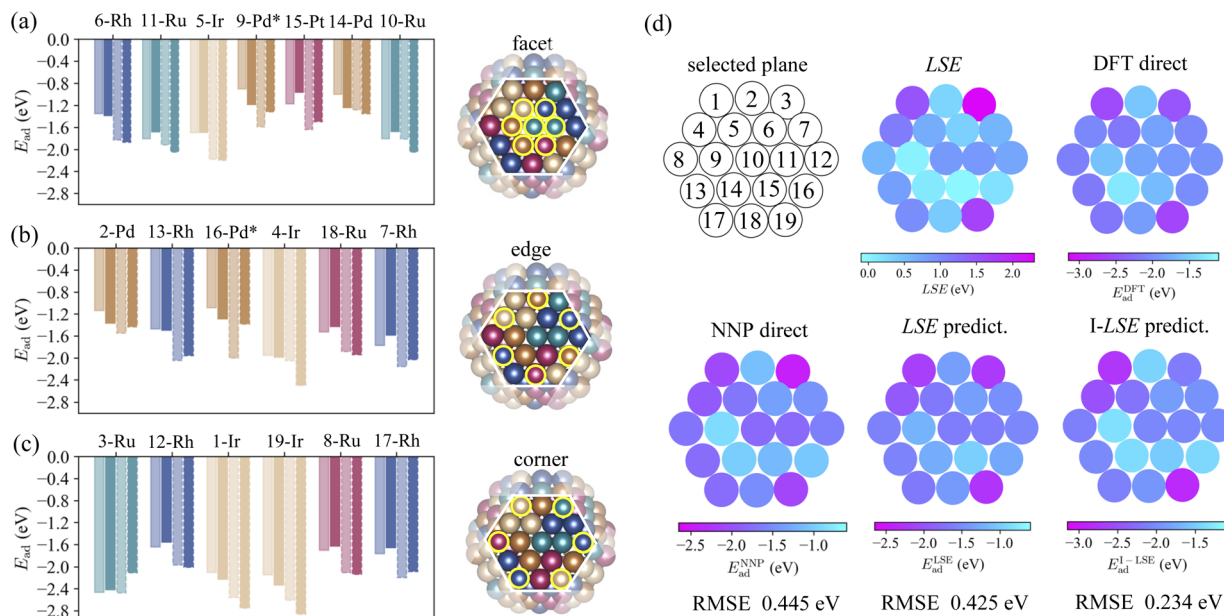 (a)
6-Rh 11-Ru 5-Ir 9-Pd* 15-Pt 14-Pd 10-Ru
0.0
−0.4
−0.8
−1.2
−1.6
−2.0
−2.4
−2.8
E_ad (eV)
facet
(b)
2-Pd 13-Rh 16-Pd* 4-Ir 18-Ru 7-Rh
0.0
−0.4
−0.8
−1.2
−1.6
−2.0
−2.4
−2.8
E_ad (eV)
edge
(c)
3-Ru 12-Rh 1-Ir 19-Ir 8-Ru 17-Rh
0.0
−0.4
−0.8
−1.2
−1.6
−2.0
−2.4
−2.8
E_ad (eV)
corner
(d)
selected plane
1 2 3
4 5 6 7
8 9 10 11 12
13 14 15 16
17 18 19
LSE
0.0 0.5 1.0 1.5 2.0
LSE (eV)
DFT direct
−3.0 −2.5 −2.0 −1.5
E_ad^DFT (eV)
NNP direct
−2.5 −2.0 −1.5 −1.0
E_ad^NNP (eV)
RMSE 0.445 eV
LSE predict.
−2.5 −2.0 −1.5 −1.0
E_ad^LSE (eV)
RMSE 0.425 eV
I-LSE predict.
−3.0 −2.5 −2.0 −1.5
E_ad^I−LSE (eV)
RMSE 0.234 eV